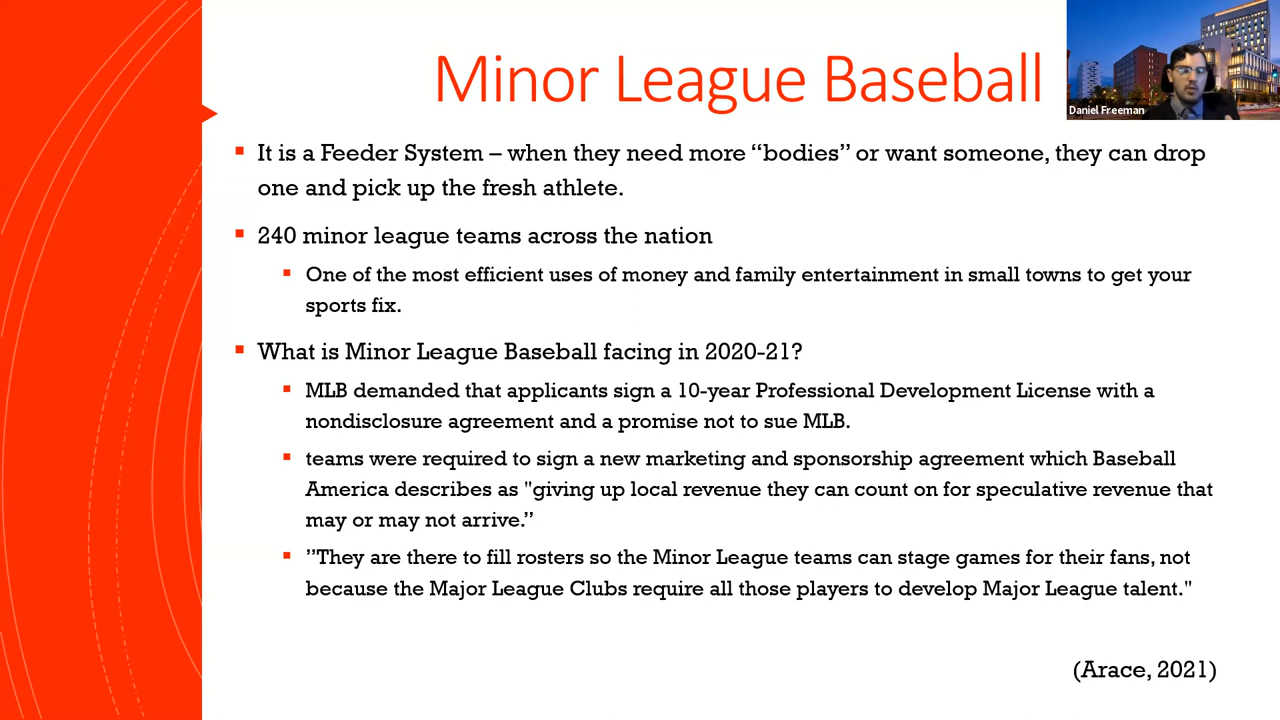 Minor League Baseball
Daniel Freeman
It is a Feeder System – when they need more “bodies” or want someone, they can drop
one and pick up the fresh athlete.
240 minor league teams across the nation
One of the most efficient uses of money and family entertainment in small towns to get your
sports fix.
What is Minor League Baseball facing in 2020-21?
MLB demanded that applicants sign a 10-year Professional Development License with a
nondisclosure agreement and a promise not to sue MLB.
teams were required to sign a new marketing and sponsorship agreement which Baseball
America describes as "giving up local revenue they can count on for speculative revenue that
may or may not arrive.”
”They are there to fill rosters so the Minor League teams can stage games for their fans, not
because the Major League Clubs require all those players to develop Major League talent."
(Arace, 2021)